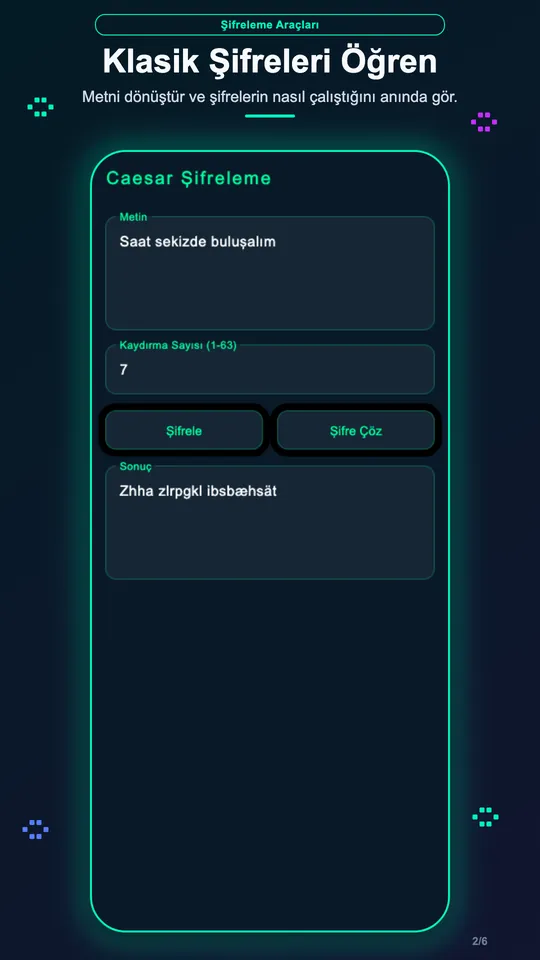 Şifreleme Araçları
Klasik Şifreleri Öğren
Metni dönüştür ve şifrelerin nasıl çalıştığını anında gör.
Caesar Şifreleme
Metin
Saat sekizde buluşalım
Kaydırma Sayısı (1-63)
7
Şifrele
Şifre Çöz
Sonuç
Zhha zlrpgkl ibsbæhsät
2/6